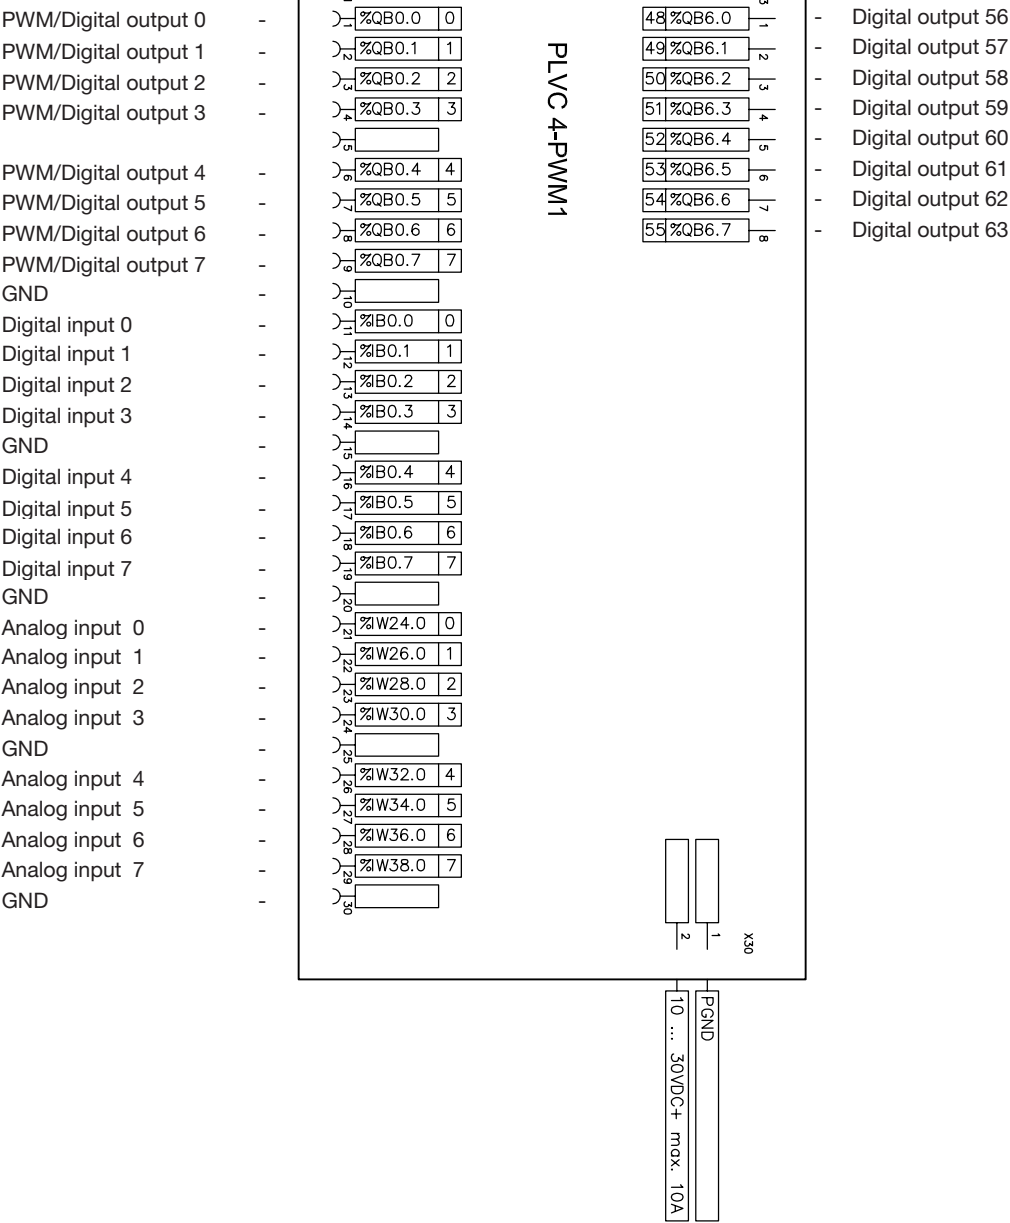 PWM/Digital output 0 - 1 %QB0.0 0
PWM/Digital output 1 - 2 %QB0.1 1
PWM/Digital output 2 - 3 %QB0.2 2
PWM/Digital output 3 - 4 %QB0.3 3
5
PWM/Digital output 4 - 6 %QB0.4 4
PWM/Digital output 5 - 7 %QB0.5 5
PWM/Digital output 6 - 8 %QB0.6 6
PWM/Digital output 7 - 9 %QB0.7 7
GND - 10
Digital input 0 - 11 %IB0.0 0
Digital input 1 - 12 %IB0.1 1
Digital input 2 - 13 %IB0.2 2
Digital input 3 - 14 %IB0.3 3
GND - 15
Digital input 4 - 16 %IB0.4 4
Digital input 5 - 17 %IB0.5 5
Digital input 6 - 18 %IB0.6 6
Digital input 7 - 19 %IB0.7 7
GND - 20
Analog input 0 - 21 %IW24.0 0
Analog input 1 - 22 %IW26.0 1
Analog input 2 - 23 %IW28.0 2
Analog input 3 - 24 %IW30.0 3
GND - 25
Analog input 4 - 26 %IW32.0 4
Analog input 5 - 27 %IW34.0 5
Analog input 6 - 28 %IW36.0 6
Analog input 7 - 29 %IW38.0 7
GND - 30
PLVC 4-PWM1
48 %QB6.0 1 - Digital output 56
49 %QB6.1 2 - Digital output 57
50 %QB6.2 3 - Digital output 58
51 %QB6.3 4 - Digital output 59
52 %QB6.4 5 - Digital output 60
53 %QB6.5 6 - Digital output 61
54 %QB6.6 7 - Digital output 62
55 %QB6.7 8 - Digital output 63
2 1 X30
10 ... 30VDC+ max. 10A
PGND